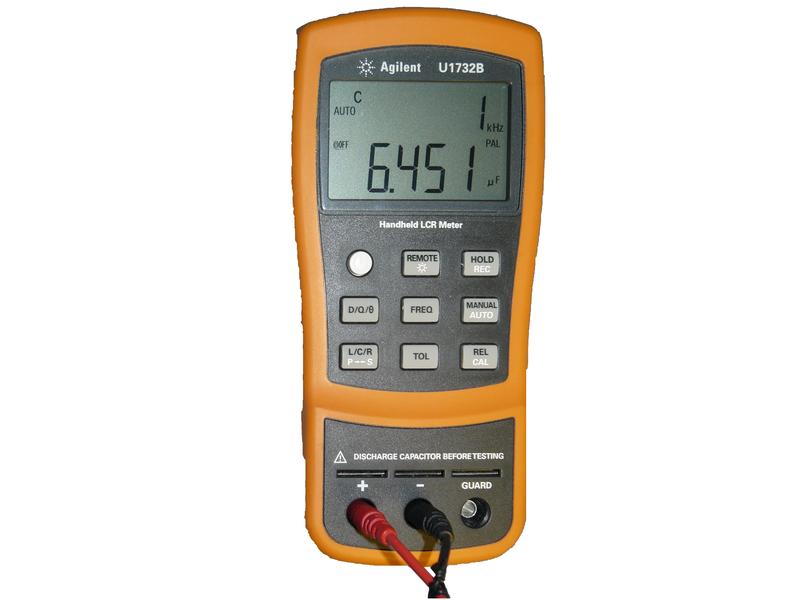 Agilent U1732B
C
AUTO
1 kHz
OFF
PAL
6.451 µF
Handheld LCR Meter
REMOTE
HOLD
REC
D/Q/θ
FREQ
MANUAL
AUTO
L/C/R
P↔S
TOL
REL
CAL
DISCHARGE CAPACITOR BEFORE TESTING
+
−
GUARD